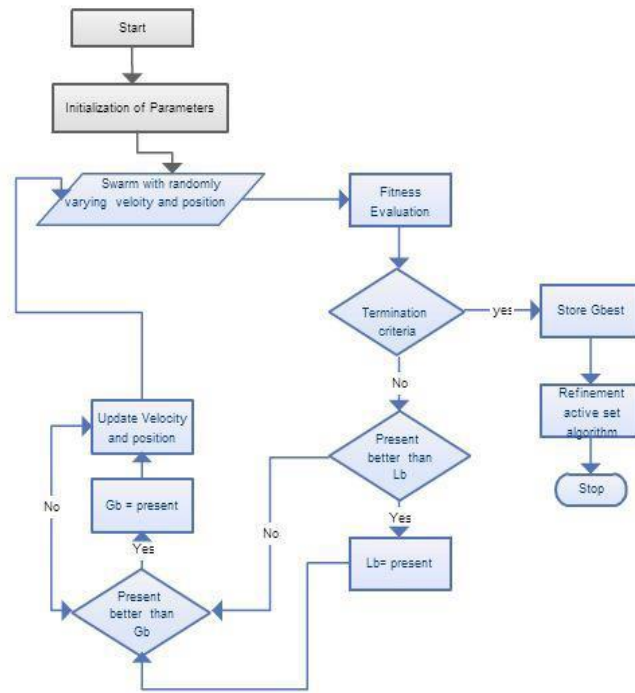 Start
Initialization of Parameters
Swarm with randomly
varying veloity and position
Fitness
Evaluation
Termination
criteria
yes
Store Gbest
Refinement
active set
algorithm
Stop
No
Present
better than
Lb
Yes
Lb= present
No
Present
better than
Gb
Yes
Gb = present
No
Update Velocity
and position